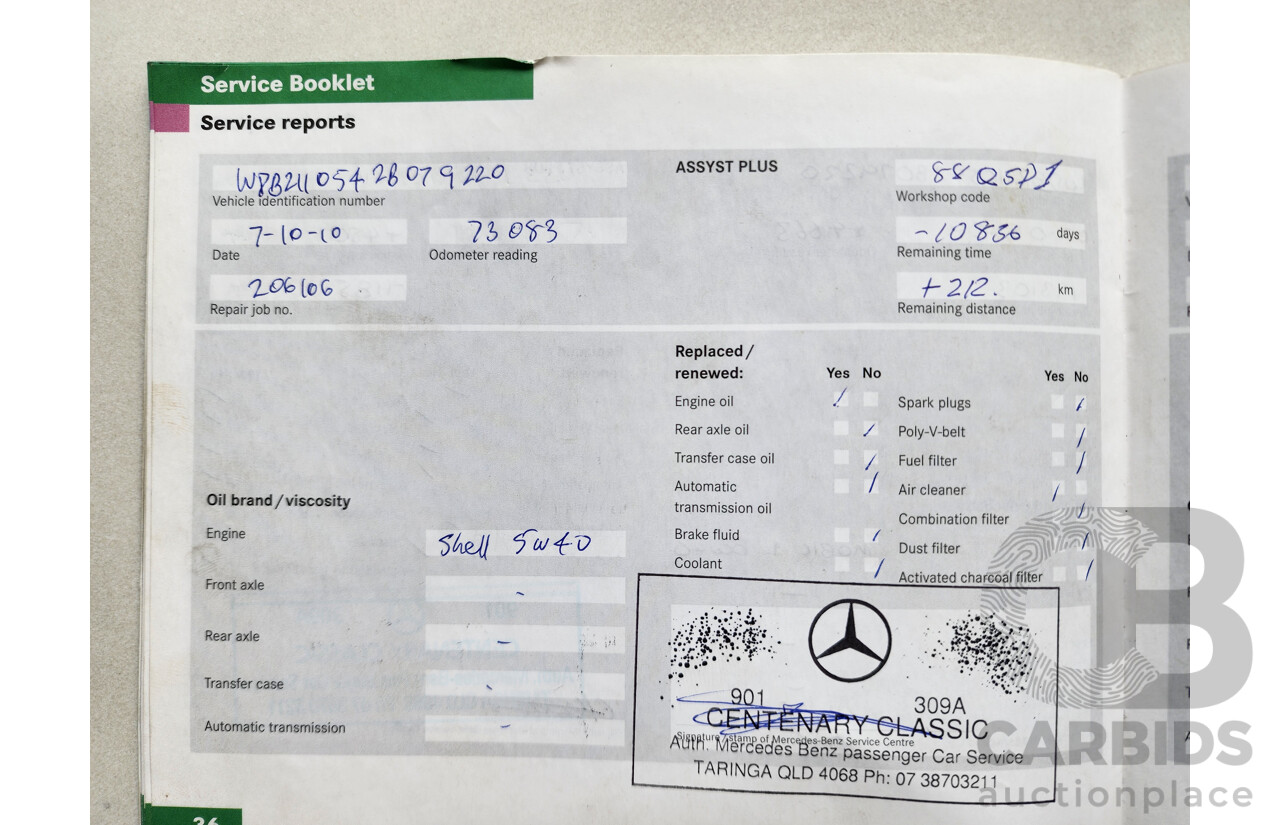 Service Booklet
Service reports
WDB2110542B079220
Vehicle identification number
7-10-10
Date
73083
Odometer reading
206106
Repair job no.
ASSYST PLUS
Workshop code
-10836 days
Remaining time
+212. km
Remaining distance
Oil brand / viscosity
Engine
Shell 5w40
Front axle -
Rear axle -
Transfer case -
Automatic transmission -
Replaced /
renewed: Yes No
Engine oil
Rear axle oil
Transfer case oil
Automatic
transmission oil
Brake fluid
Coolant
Yes No
Spark plugs
Poly-V-belt
Fuel filter
Air cleaner
Combination filter
Dust filter
Activated charcoal filter
901 309A
CENTENARY CLASSIC
Signature / stamp of Mercedes-Benz Service Centre
Auth. Mercedes Benz passenger Car Service
TARINGA QLD 4068 Ph: 07 38703211
36
CARBIDS
auctionplace